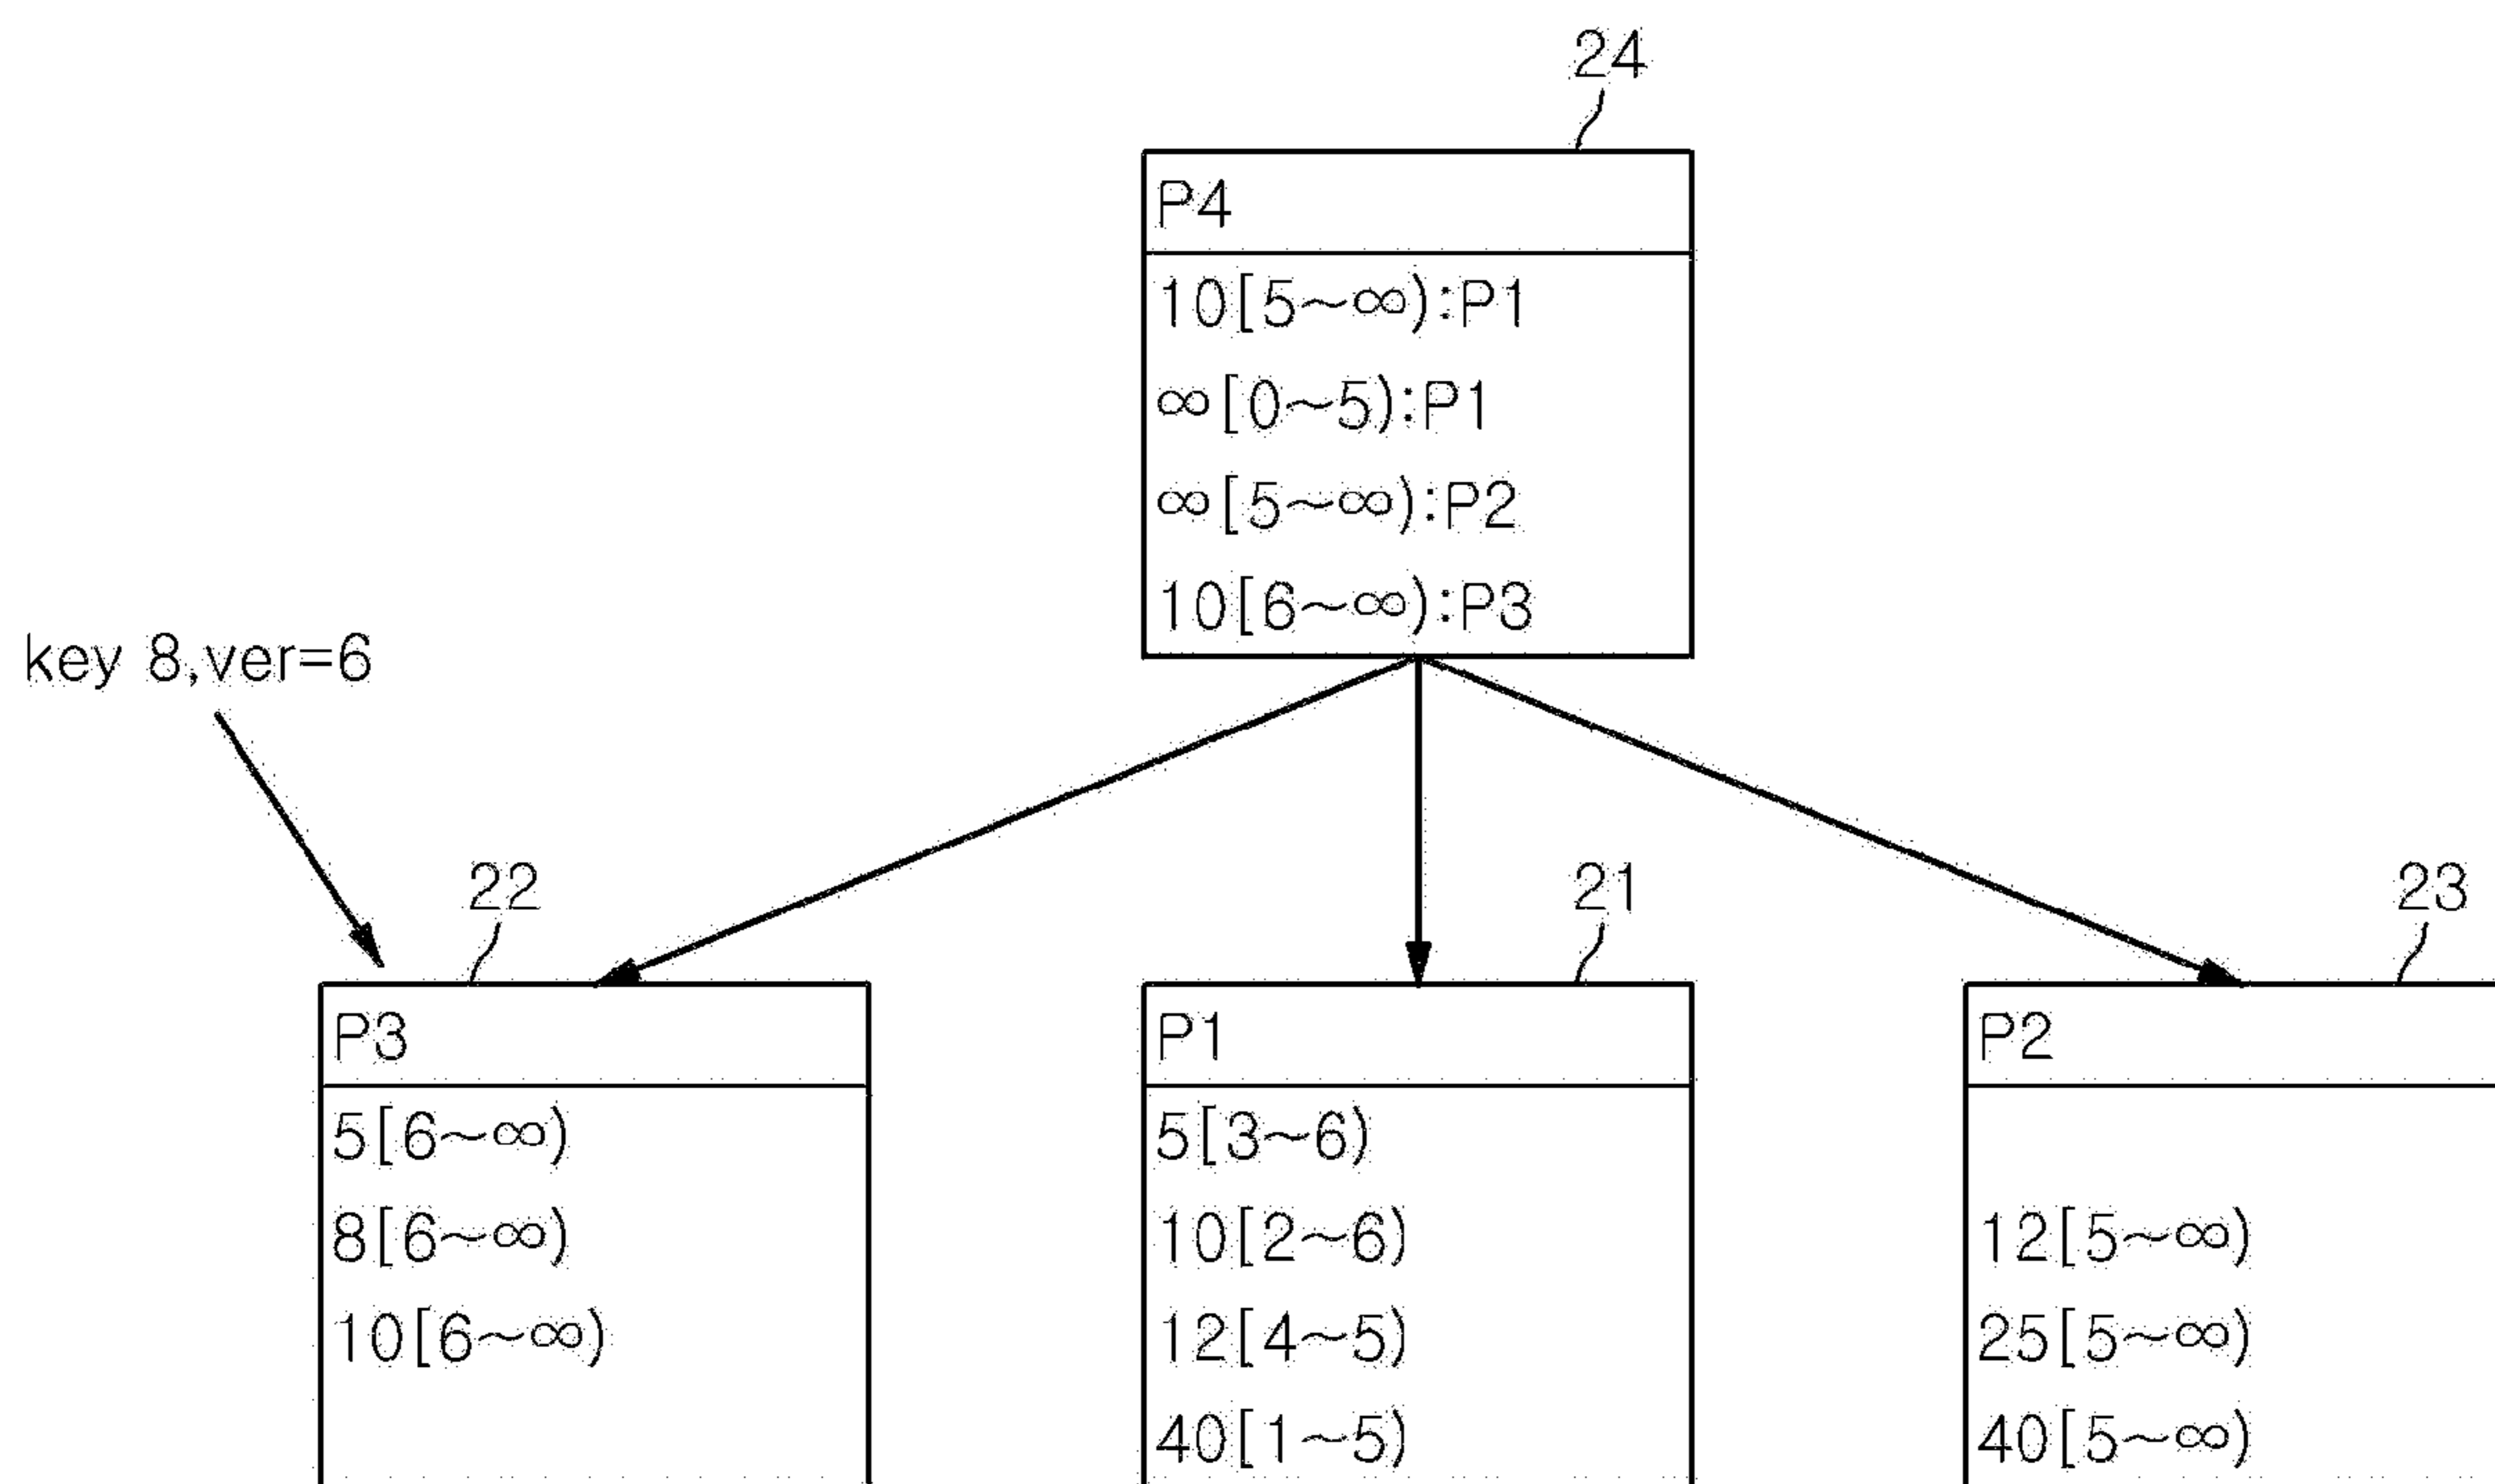 24
P4
10[5~∞):P1
∞[0~5):P1
∞[5~∞):P2
10[6~∞):P3
key 8,ver=6
22
21
23
P3
5[6~∞)
8[6~∞)
10[6~∞)
P1
5[3~6)
10[2~6)
12[4~5)
40[1~5)
P2
12[5~∞)
25[5~∞)
40[5~∞)